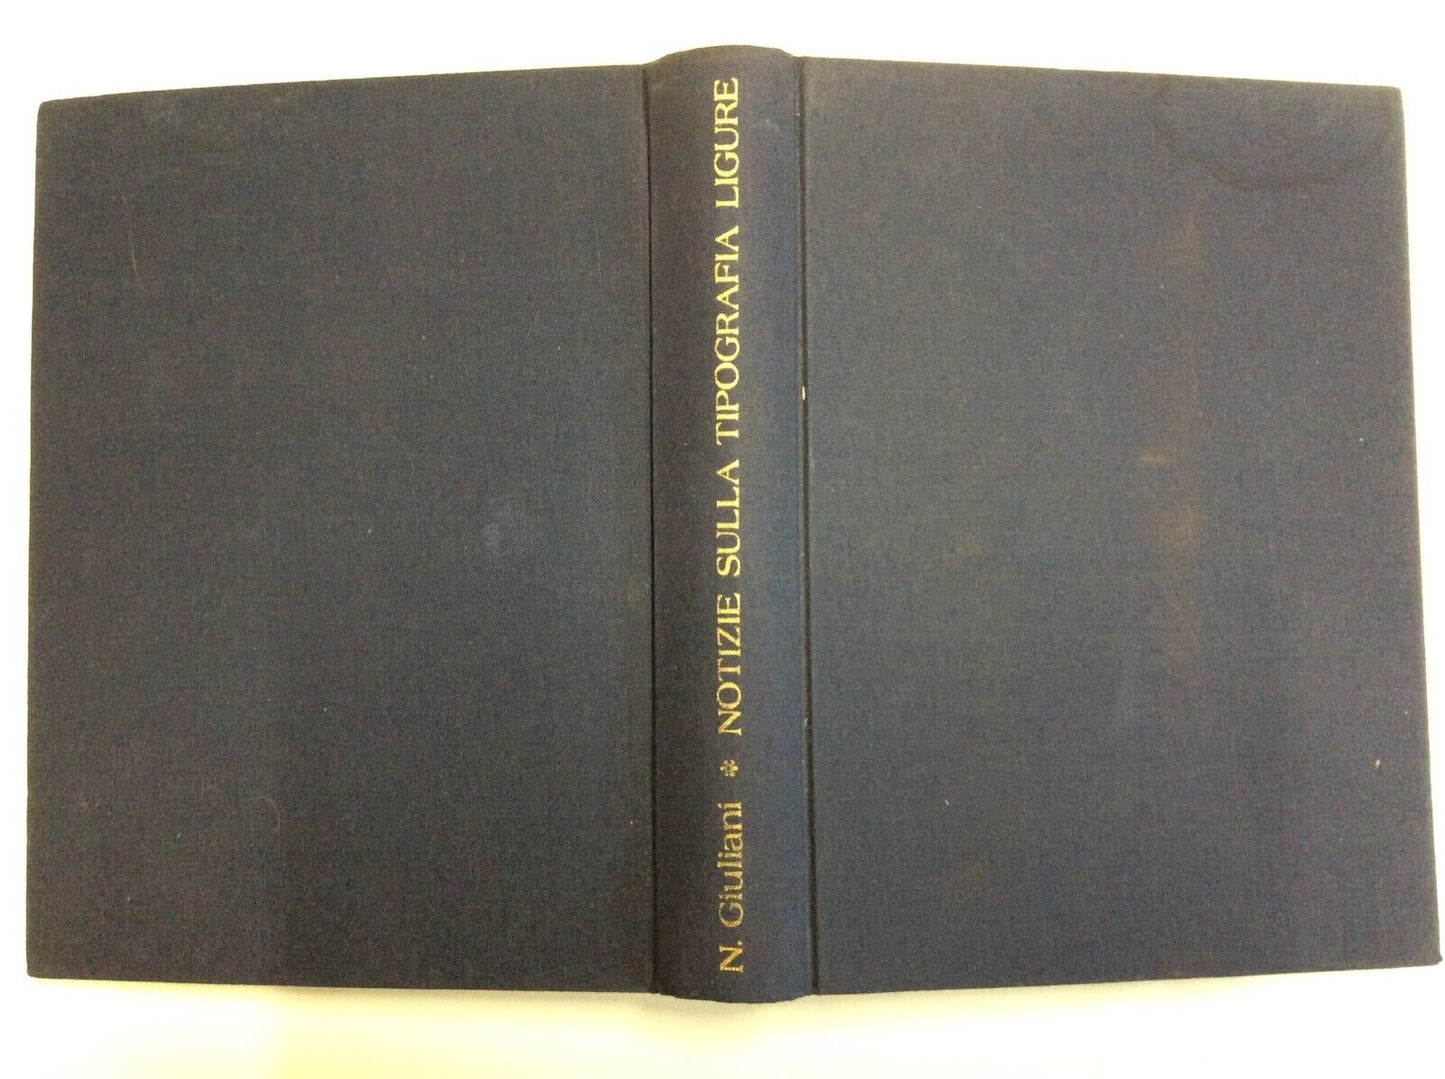 N. Giuliani * NOTIZIE SULLA TIPOGRAFIA LIGURE